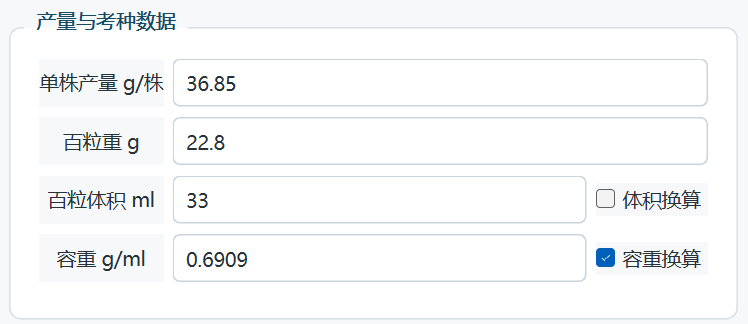 产量与考种数据
单株产量 g/株 36.85
百粒重 g 22.8
百粒体积 ml 33 体积换算
容重 g/ml 0.6909 容重换算